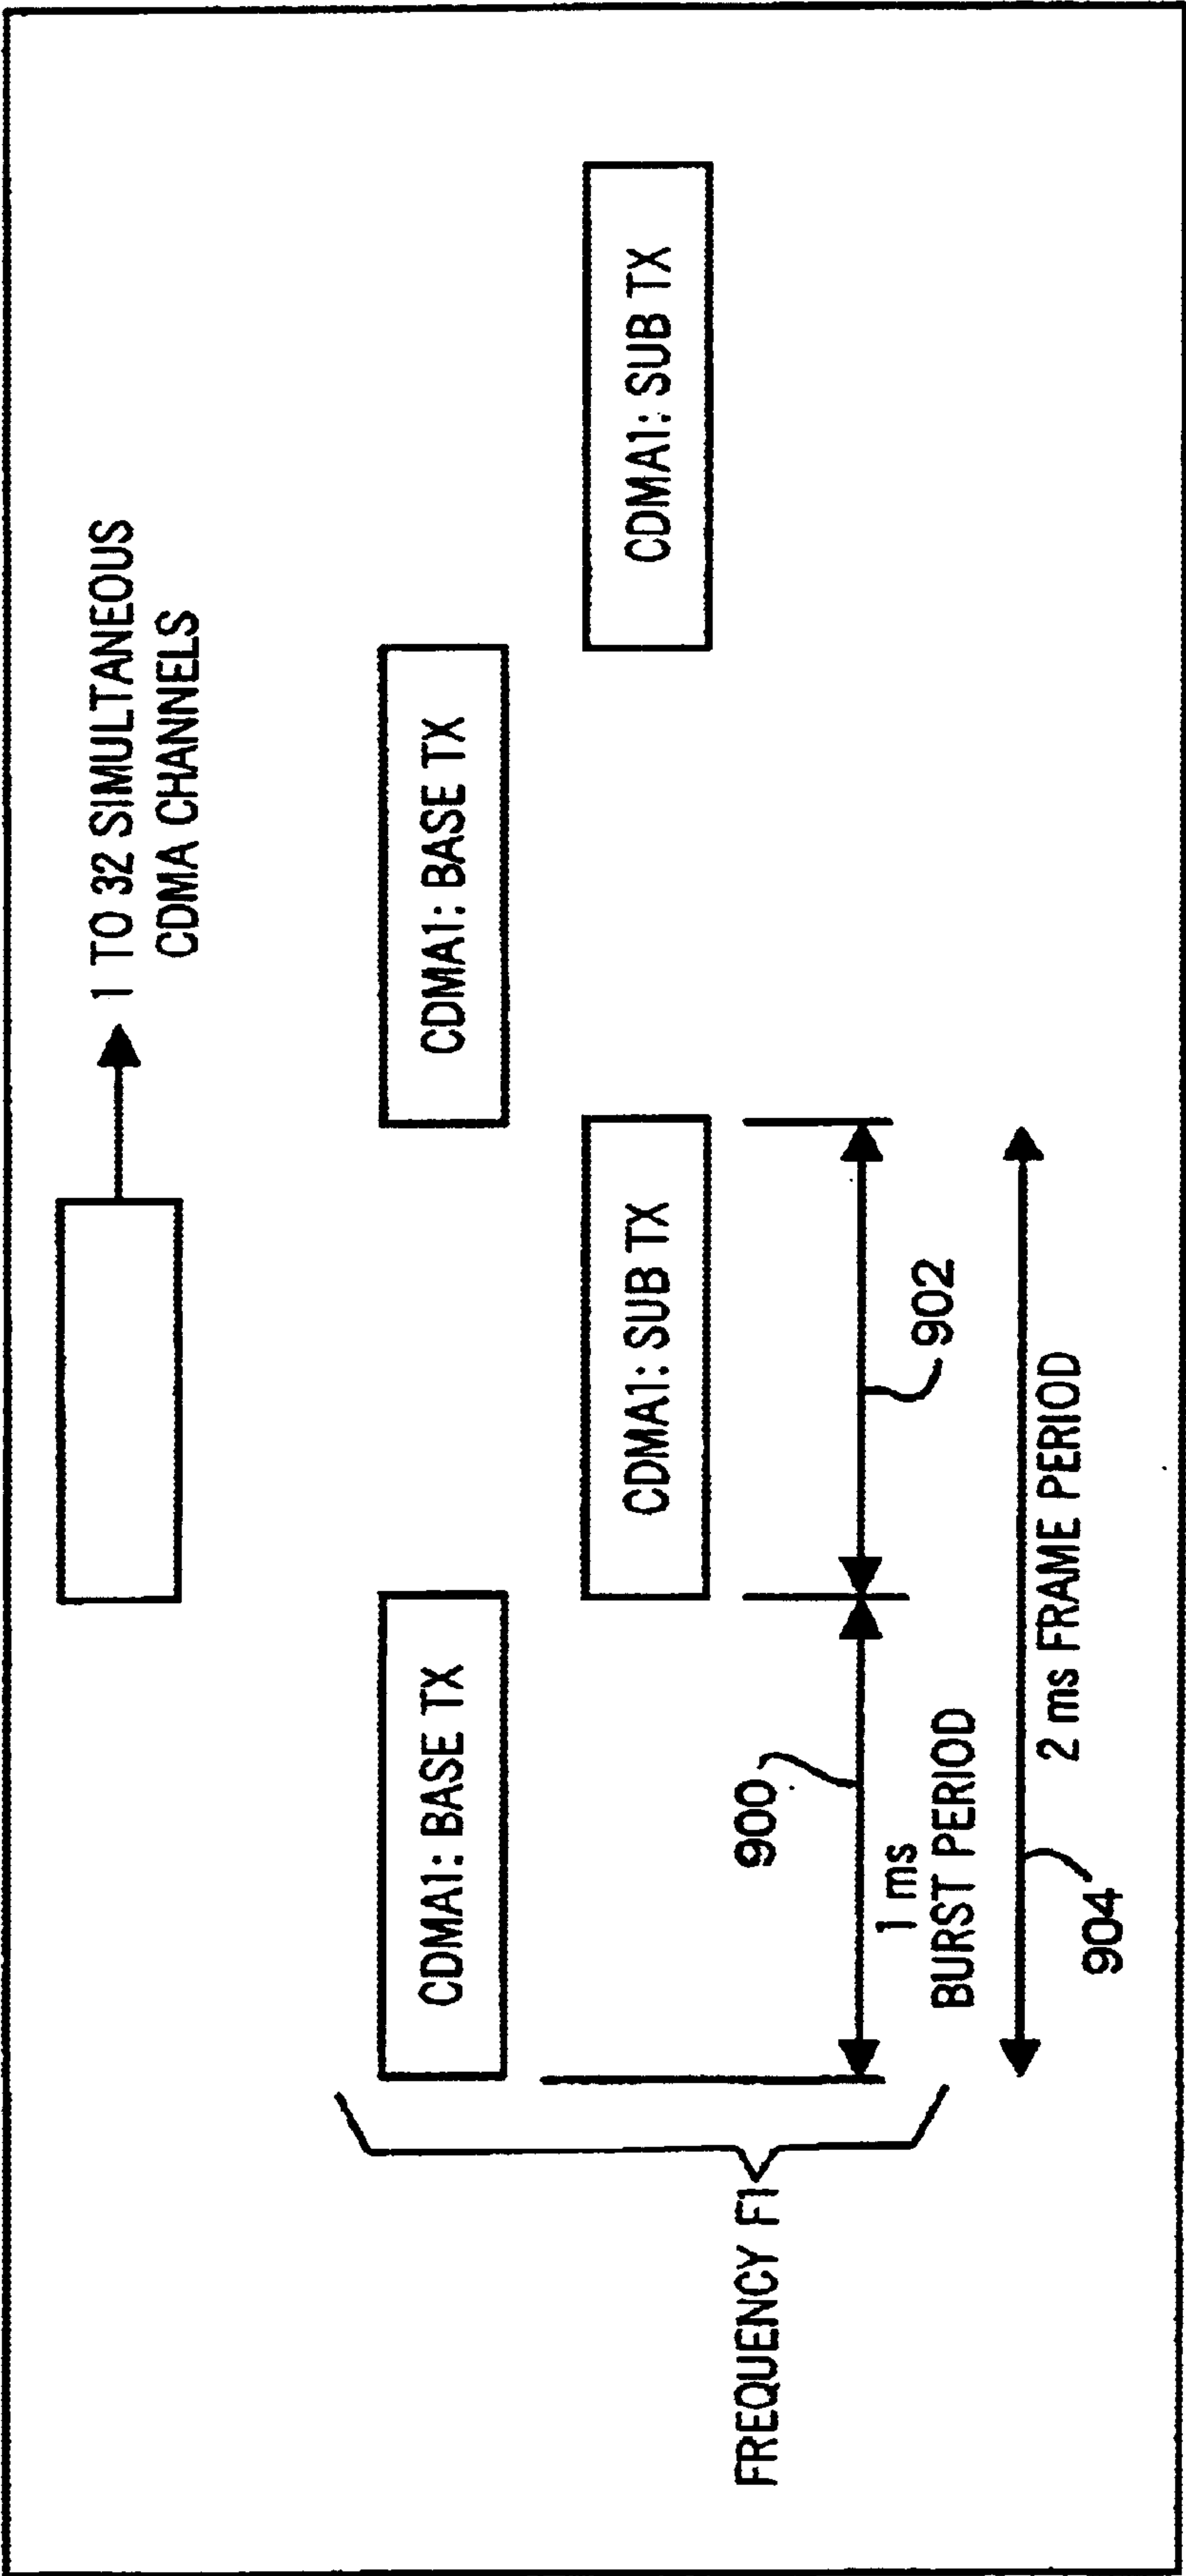 1 TO 32 SIMULTANEOUS
CDMA CHANNELS
CDMA1: BASE TX
CDMA1: BASE TX
CDMA1: SUB TX
CDMA1: SUB TX
FREQUENCY F1
900
902
1 ms
BURST PERIOD
2 ms FRAME PERIOD
904